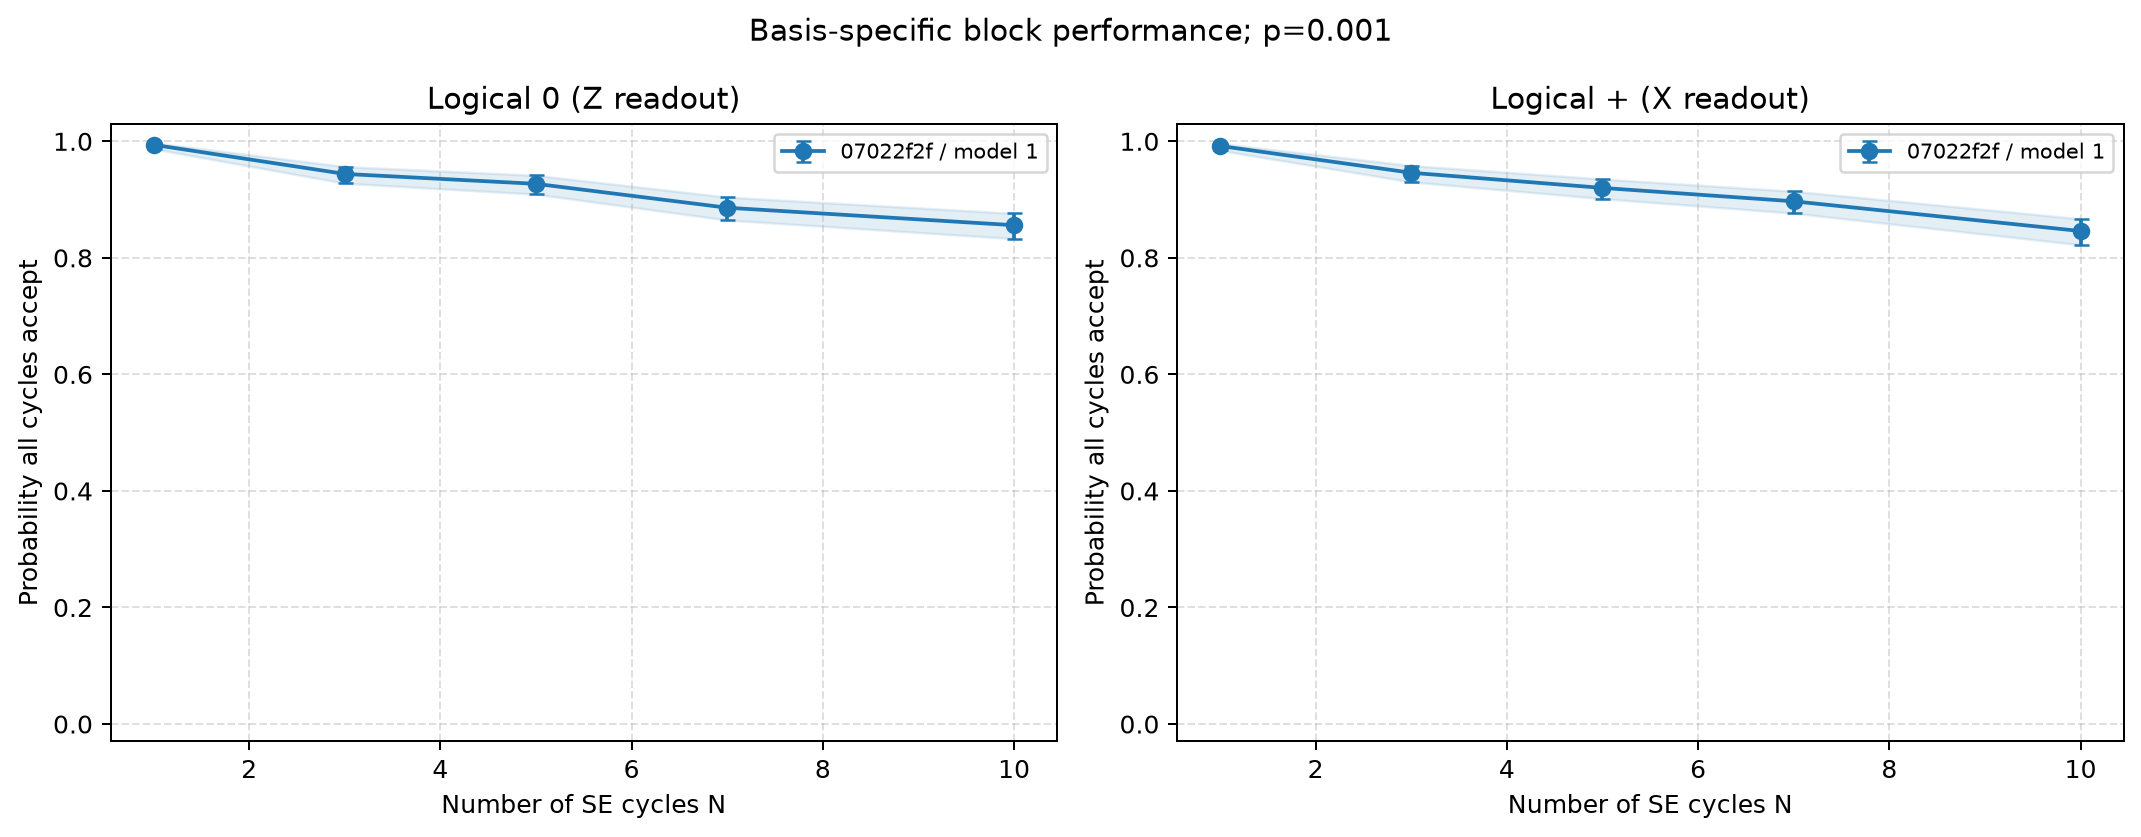 Basis-specific block performance; p=0.001
Logical 0 (Z readout)
07022f2f / model 1
Probability all cycles accept
1.0
0.8
0.6
0.4
0.2
0.0
2 4 6 8 10
Number of SE cycles N
Logical + (X readout)
07022f2f / model 1
Probability all cycles accept
1.0
0.8
0.6
0.4
0.2
0.0
2 4 6 8 10
Number of SE cycles N